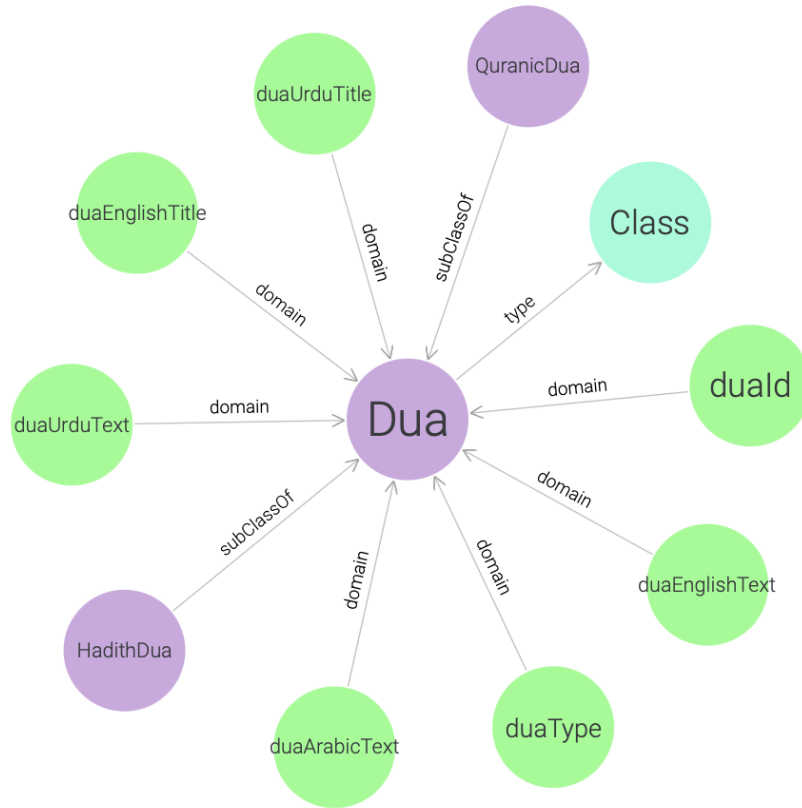 QuranicDua
duaUrduTitle
duaEnglishTitle
Class
domain
subClassOf
domain
type
duaId
domain
domain
Dua
duaUrduText
domain
subClassOf
domain
domain
duaEnglishText
HadithDua
duaType
duaArabicText